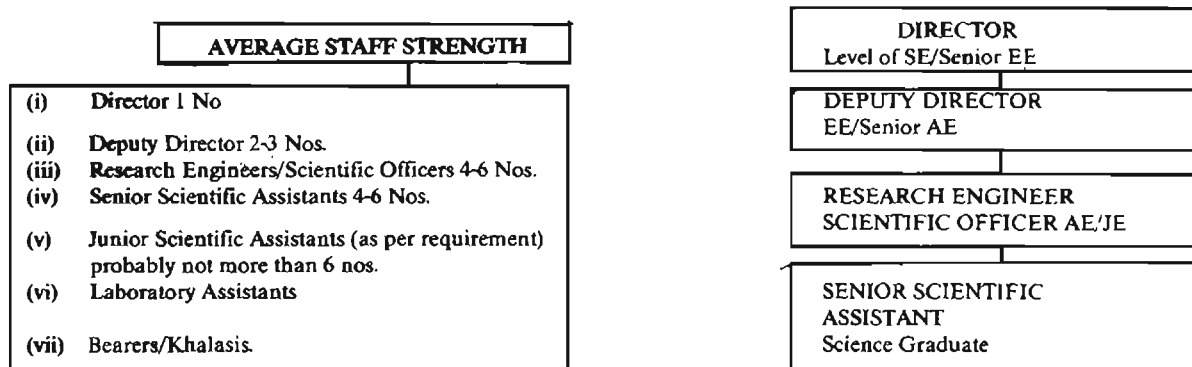 AVERAGE STAFF STRENGTH
(i) Director 1 No
(ii) Deputy Director 2-3 Nos.
(iii) Research Engineers/Scientific Officers 4-6 Nos.
(iv) Senior Scientific Assistants 4-6 Nos.
(v) Junior Scientific Assistants (as per requirement)
probably not more than 6 nos.
(vi) Laboratory Assistants
(vii) Bearers/Khalasis.
DIRECTOR
Level of SE/Senior EE
DEPUTY DIRECTOR
EE/Senior AE
RESEARCH ENGINEER
SCIENTIFIC OFFICER AE/JE
SENIOR SCIENTIFIC
ASSISTANT
Science Graduate